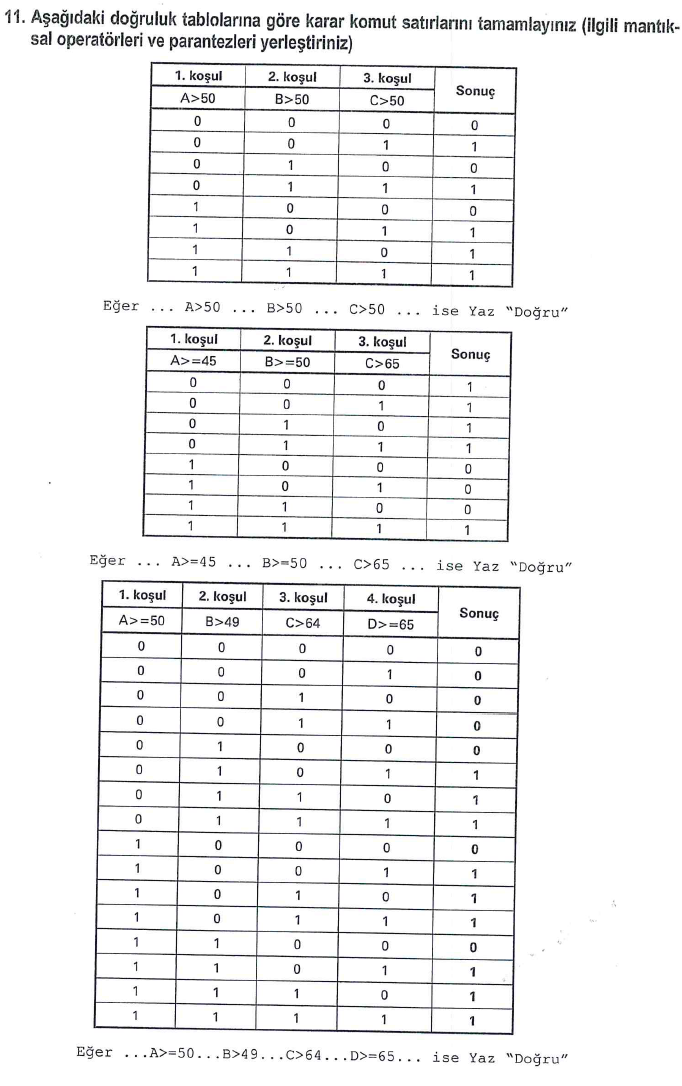 11. Aşağıdaki doğruluk tablolarına göre karar komut satırlarını tamamlayınız (ilgili mantık-
sal operatörleri ve parantezleri yerleştiriniz)
1. koşul 2. koşul 3. koşul Sonuç
A>50 B>50 C>50
0 0 0 0
0 0 1 1
0 1 0 0
0 1 1 1
1 0 0 0
1 0 1 1
1 1 0 1
1 1 1 1
Eğer ... A>50 ... B>50 ... C>50 ... ise Yaz "Doğru"
1. koşul 2. koşul 3. koşul Sonuç
A>=45 B>=50 C>65
0 0 0 1
0 0 1 1
0 1 0 1
0 1 1 1
1 0 0 0
1 0 1 0
1 1 0 0
1 1 1 1
Eğer ... A>=45 ... B>=50 ... C>65 ... ise Yaz "Doğru"
1. koşul 2. koşul 3. koşul 4. koşul Sonuç
A>=50 B>49 C>64 D>=65
0 0 0 0 0
0 0 0 1 0
0 0 1 0 0
0 0 1 1 0
0 1 0 0 0
0 1 0 1 1
0 1 1 0 1
0 1 1 1 1
1 0 0 0 0
1 0 0 1 1
1 0 1 0 1
1 0 1 1 1
1 1 0 0 0
1 1 0 1 1
1 1 1 0 1
1 1 1 1 1
Eğer ...A>=50...B>49...C>64...D>=65... ise Yaz "Doğru"